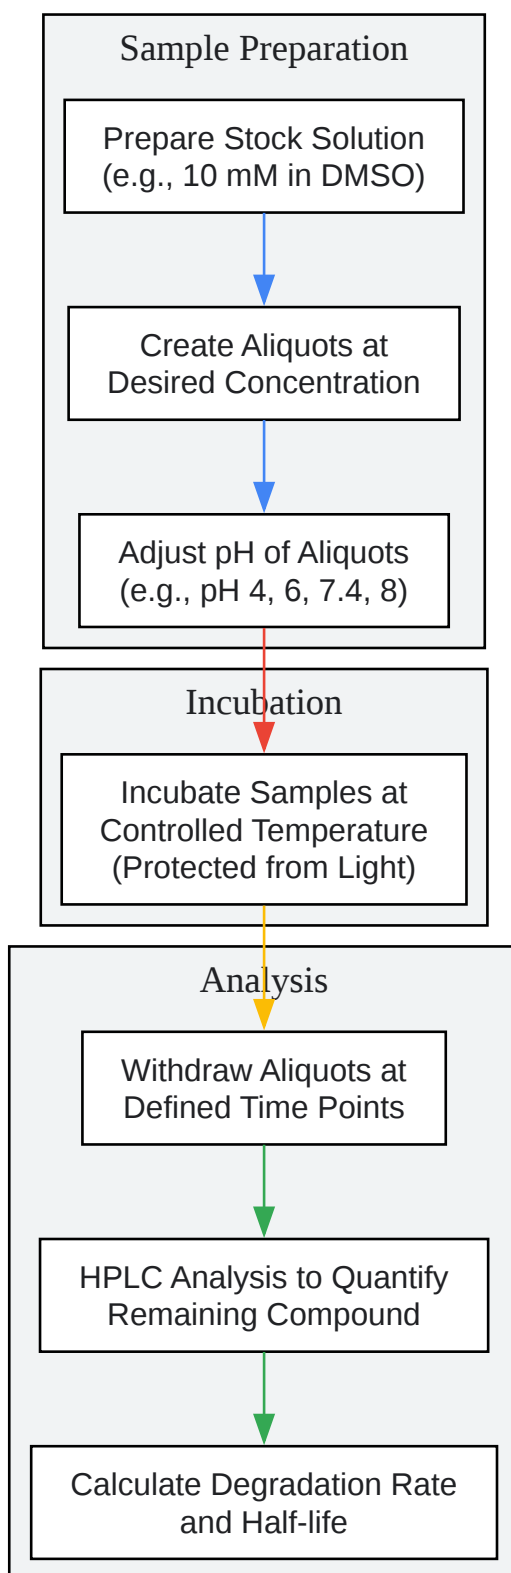 Sample Preparation
Prepare Stock Solution
(e.g., 10 mM in DMSO)
Create Aliquots at
Desired Concentration
Adjust pH of Aliquots
(e.g., pH 4, 6, 7.4, 8)
Incubation
Incubate Samples at
Controlled Temperature
(Protected from Light)
Analysis
Withdraw Aliquots at
Defined Time Points
HPLC Analysis to Quantify
Remaining Compound
Calculate Degradation Rate
and Half-life